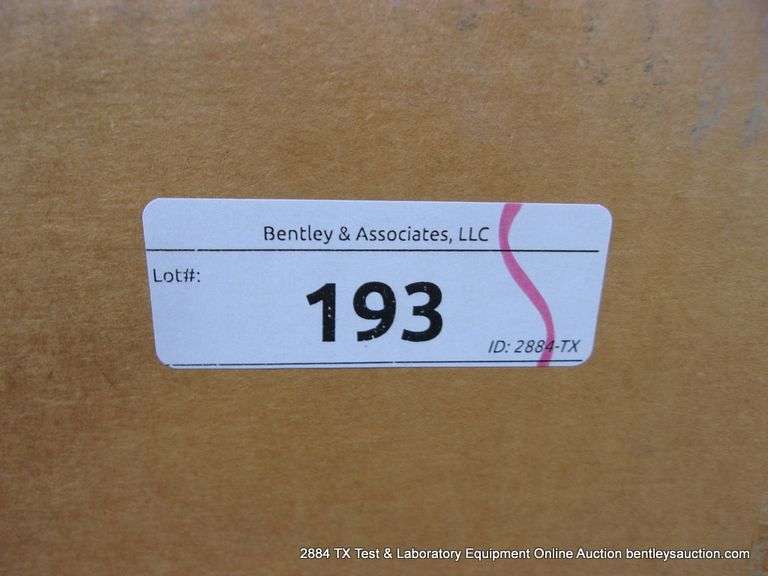 Bentley & Associates, LLC
Lot#:
193
ID: 2884-TX
2884 TX Test & Laboratory Equipment Online Auction bentleysauction.com